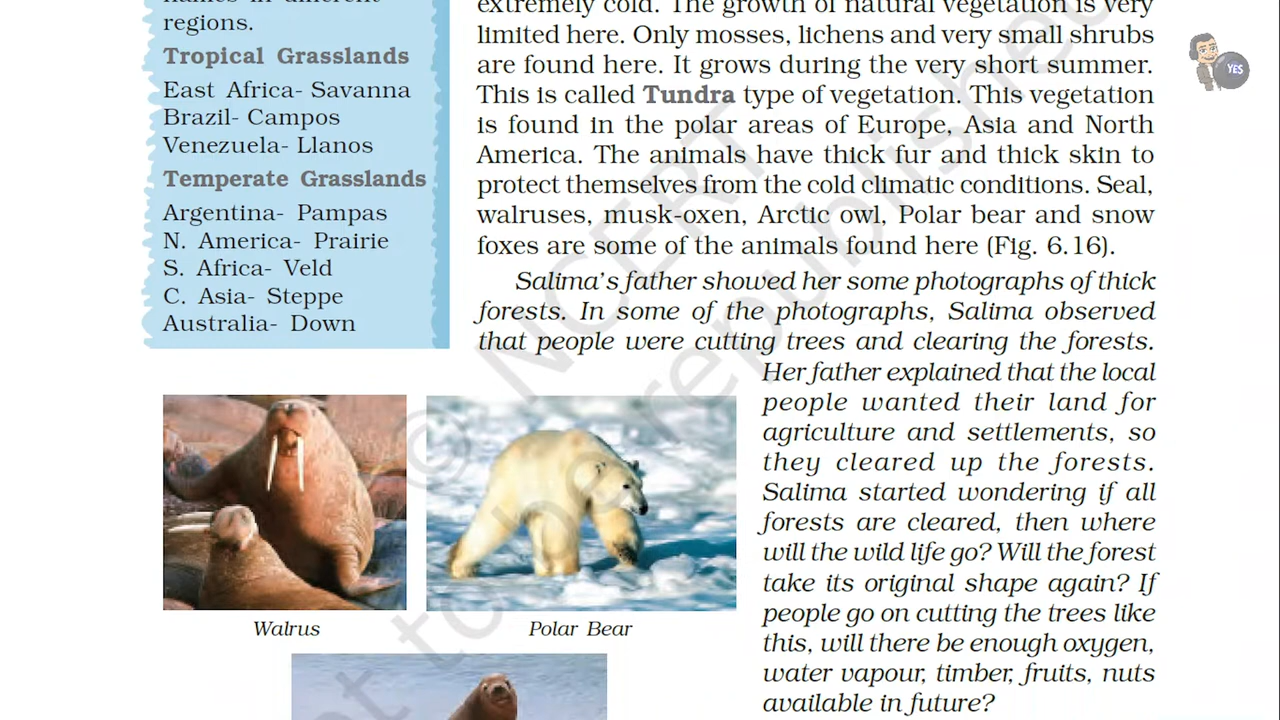 regions.
Tropical Grasslands
East Africa- Savanna
Brazil- Campos
Venezuela- Llanos
Temperate Grasslands
Argentina- Pampas
N. America- Prairie
S. Africa- Veld
C. Asia- Steppe
Australia- Down
extremely cold. The growth of natural vegetation is very
limited here. Only mosses, lichens and very small shrubs
are found here. It grows during the very short summer.
This is called Tundra type of vegetation. This vegetation
is found in the polar areas of Europe, Asia and North
America. The animals have thick fur and thick skin to
protect themselves from the cold climatic conditions. Seal,
walruses, musk-oxen, Arctic owl, Polar bear and snow
foxes are some of the animals found here (Fig. 6.16).
Salima's father showed her some photographs of thick
forests. In some of the photographs, Salima observed
that people were cutting trees and clearing the forests.
Her father explained that the local
people wanted their land for
agriculture and settlements, so
they cleared up the forests.
Salima started wondering if all
forests are cleared, then where
will the wild life go? Will the forest
take its original shape again? If
people go on cutting the trees like
this, will there be enough oxygen,
water vapour, timber, fruits, nuts
available in future?
Walrus
Polar Bear
YES
© NCERT